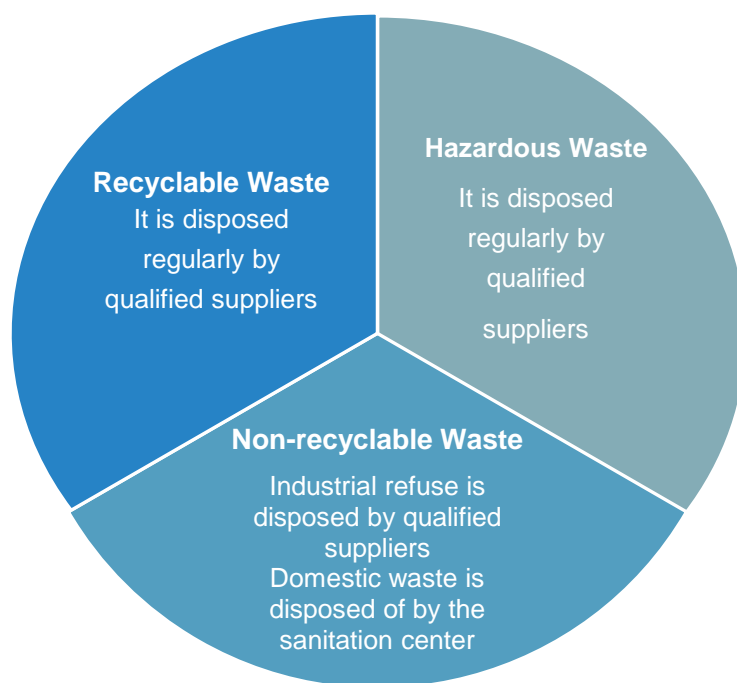 Recyclable Waste
It is disposed
regularly by
qualified suppliers
Hazardous Waste
It is disposed
regularly by
qualified
suppliers
Non-recyclable Waste
Industrial refuse is
disposed by qualified
suppliers
Domestic waste is
disposed of by the
sanitation center